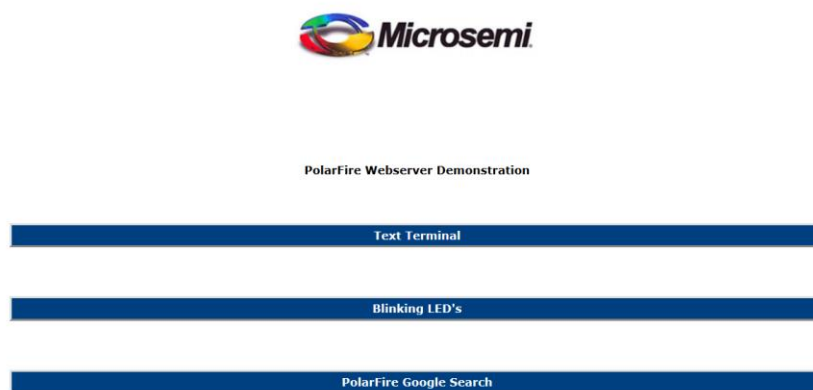 Microsemi.
PolarFire Webserver Demonstration
Text Terminal
Blinking LED's
PolarFire Google Search